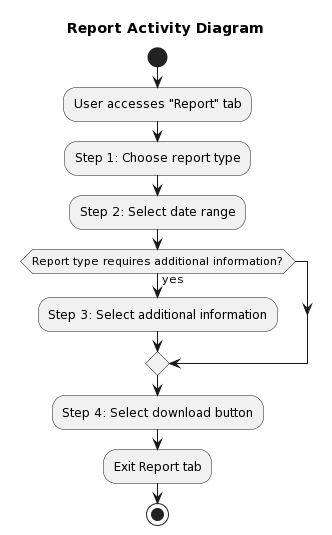 Report Activity Diagram
User accesses "Report" tab
Step 1: Choose report type
Step 2: Select date range
Report type requires additional information?
yes
Step 3: Select additional information
Step 4: Select download button
Exit Report tab